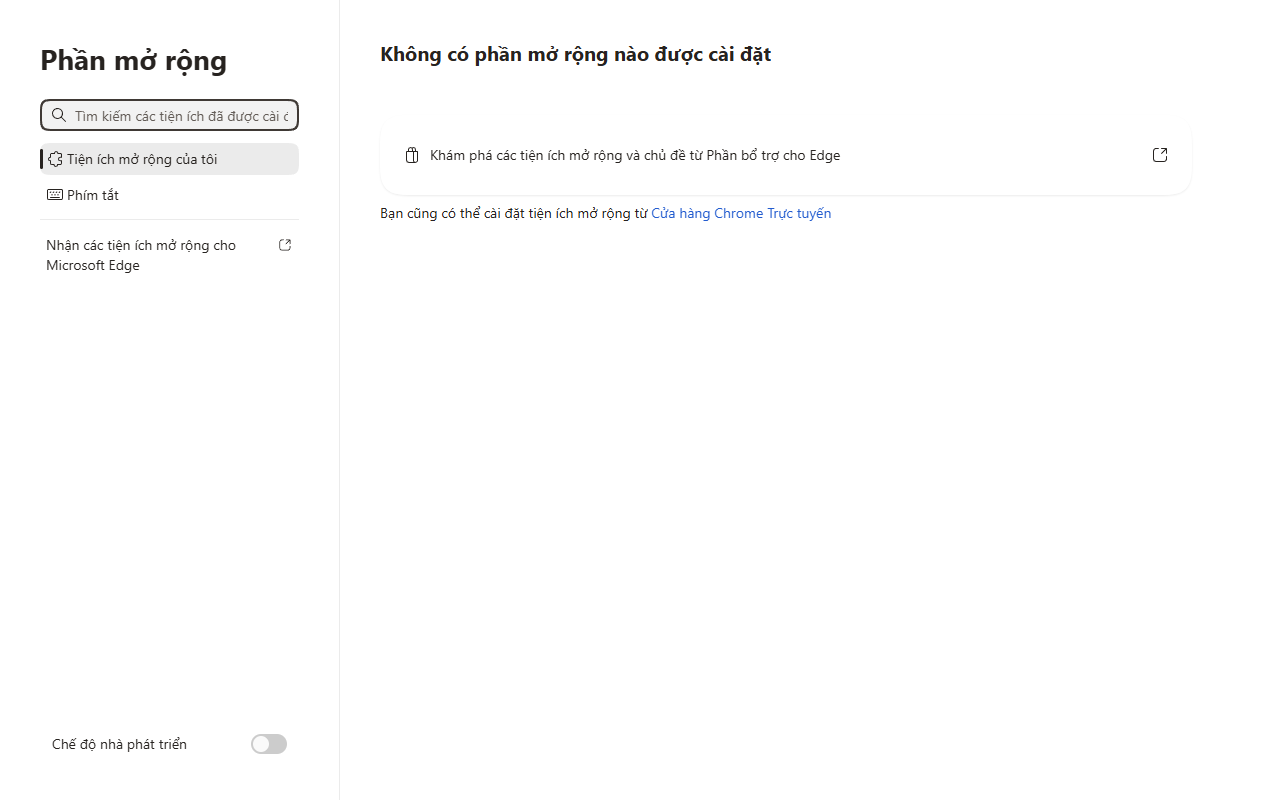 Phần mở rộng
Tìm kiếm các tiện ích đã được cài
Tiện ích mở rộng của tôi
Phím tắt
Nhận các tiện ích mở rộng cho
Microsoft Edge
Chế độ nhà phát triển
Không có phần mở rộng nào được cài đặt
Khám phá các tiện ích mở rộng và chủ đề từ Phần bổ trợ cho Edge
Bạn cũng có thể cài đặt tiện ích mở rộng từ Cửa hàng Chrome Trực tuyến